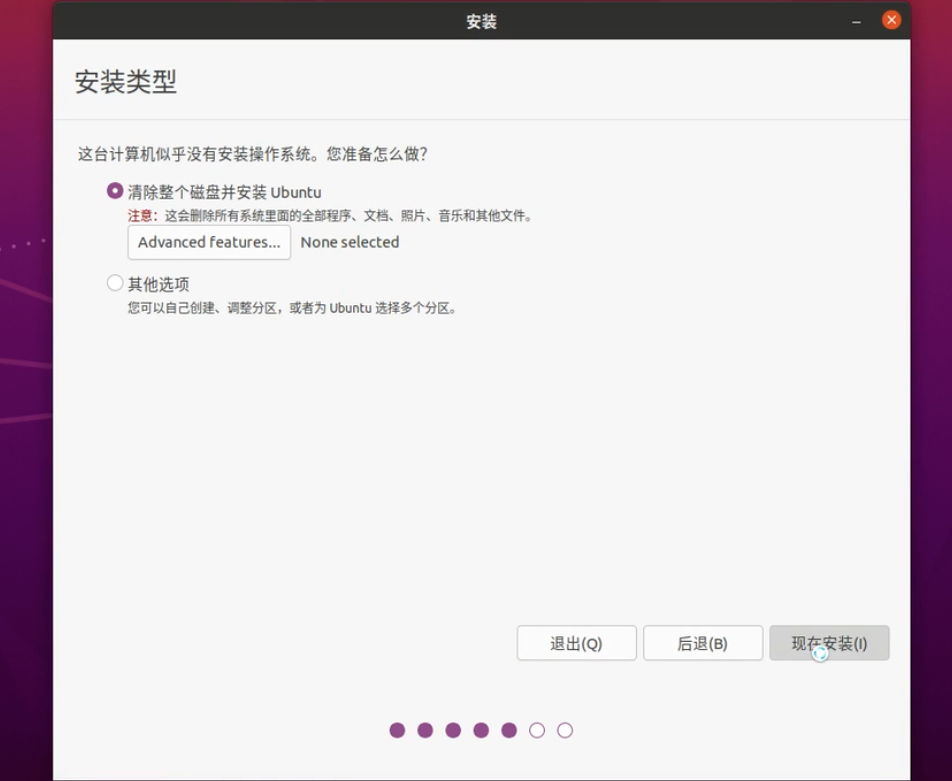 安装
安装类型
这台计算机似乎没有安装操作系统。您准备怎么做?
清除整个磁盘并安装 Ubuntu
注意：这会删除所有系统里面的全部程序、文档、照片、音乐和其他文件。
Advanced features... None selected
其他选项
您可以自己创建、调整分区，或者为 Ubuntu 选择多个分区。
退出(Q) 后退(B) 现在安装(I)